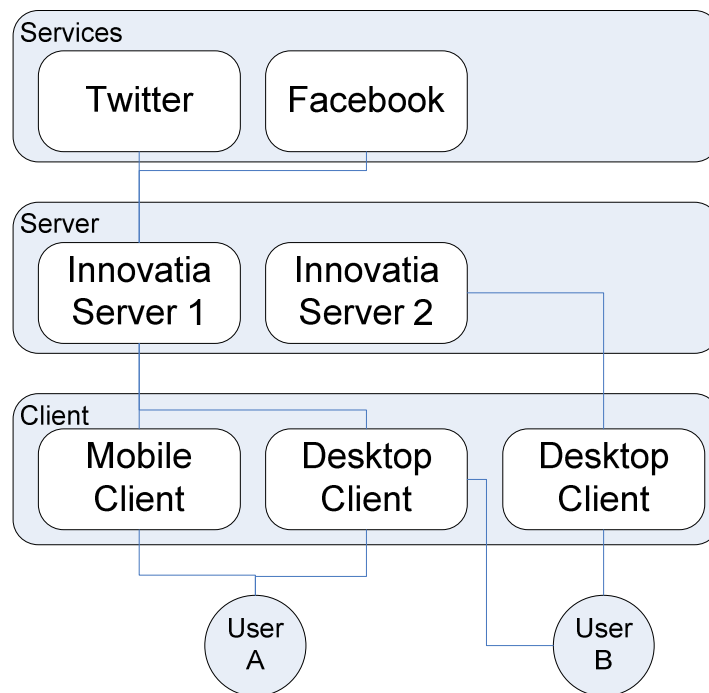 Services
Twitter
Facebook
Server
Innovatia
Server 1
Innovatia
Server 2
Client
Mobile
Client
Desktop
Client
Desktop
Client
User
A
User
B